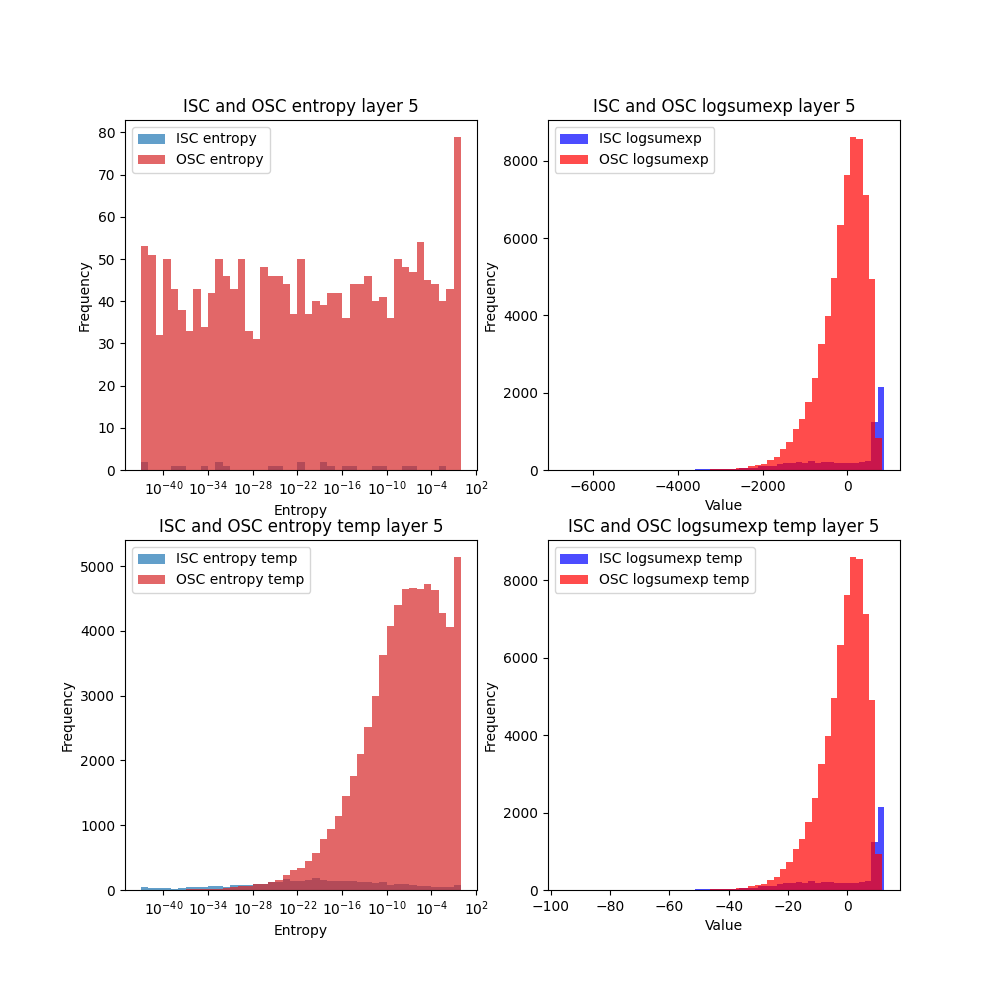 ISC and OSC entropy layer 5
ISC entropy
OSC entropy
80
70
60
50
40
30
20
10
0
Frequency
10⁻⁴⁰ 10⁻³⁴ 10⁻²⁸ 10⁻²² 10⁻¹⁶ 10⁻¹⁰ 10⁻⁴ 10²
Entropy
ISC and OSC logsumexp layer 5
ISC logsumexp
OSC logsumexp
8000
6000
4000
2000
0
Frequency
−6000 −4000 −2000 0
Value
ISC and OSC entropy temp layer 5
ISC entropy temp
OSC entropy temp
5000
4000
3000
2000
1000
0
Frequency
10⁻⁴⁰ 10⁻³⁴ 10⁻²⁸ 10⁻²² 10⁻¹⁶ 10⁻¹⁰ 10⁻⁴ 10²
Entropy
ISC and OSC logsumexp temp layer 5
ISC logsumexp temp
OSC logsumexp temp
8000
6000
4000
2000
0
Frequency
−100 −80 −60 −40 −20 0
Value